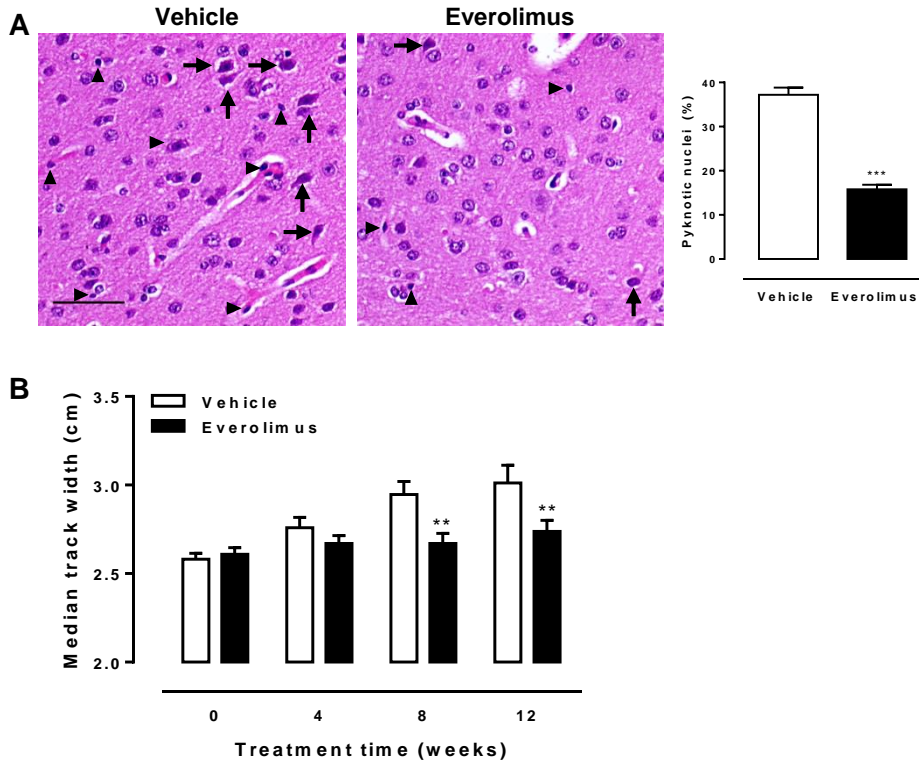 A
Vehicle
Everolimus
Pyknotic nuclei (%)
40
30
20
10
0
***
Vehicle Everolimus
B
Median track width (cm)
3.5
3.0
2.5
2.0
Vehicle
Everolimus
**
**
0 4 8 12
Treatment time (weeks)